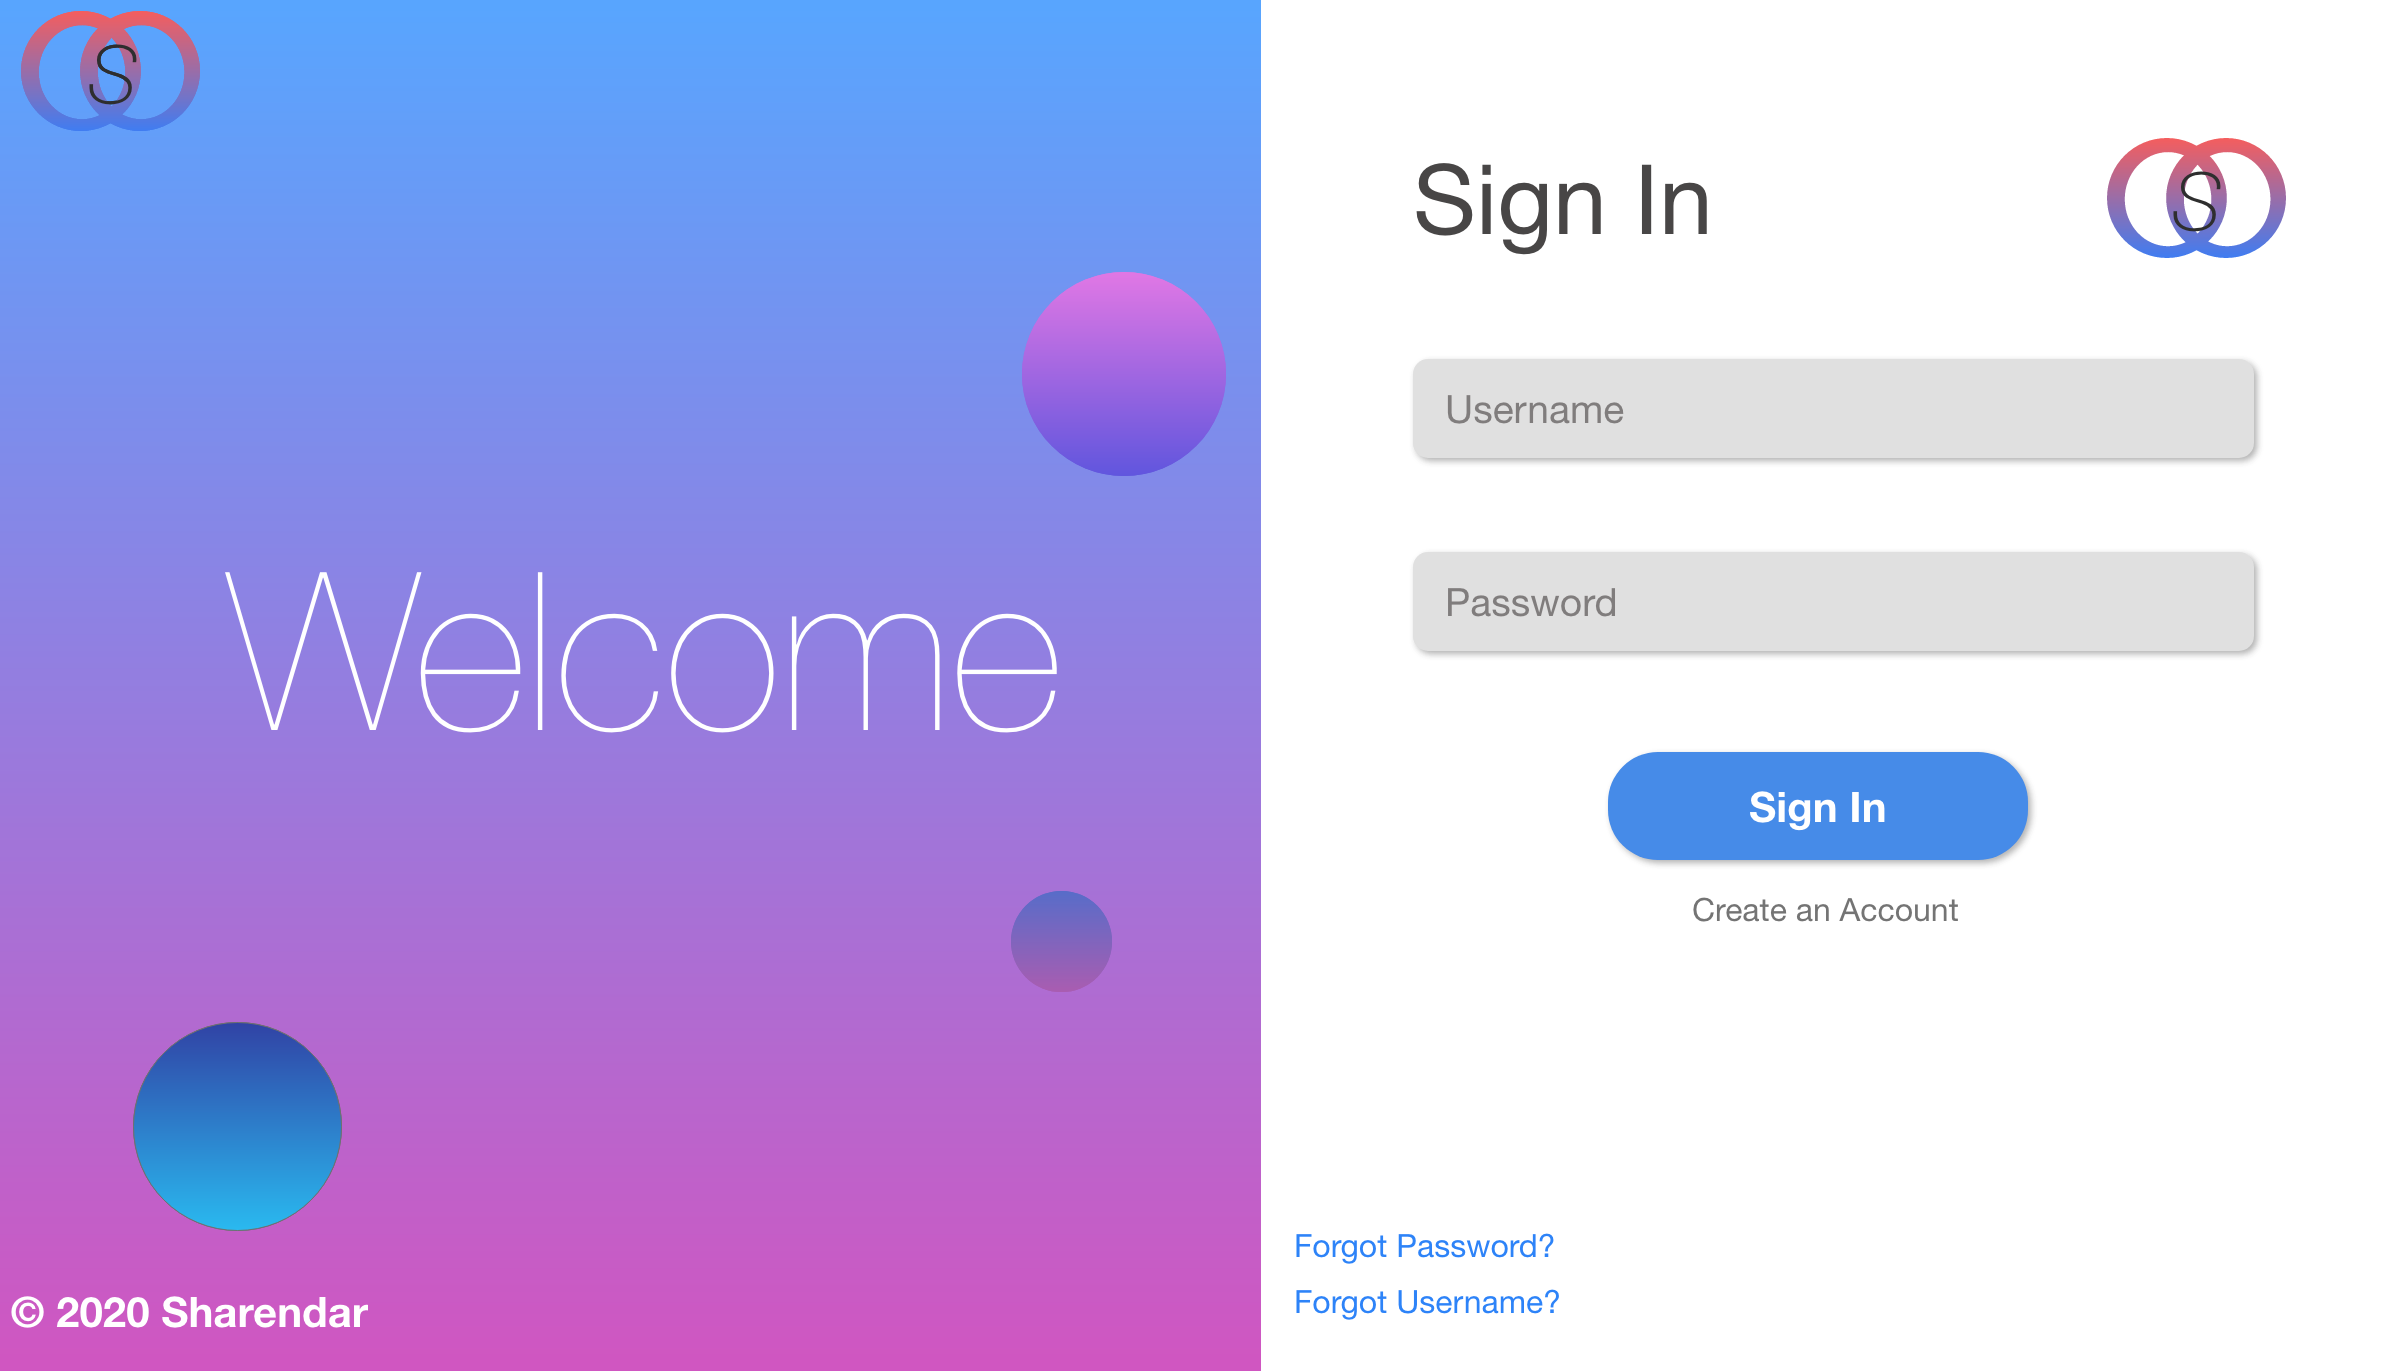 S
Welcome
© 2020 Sharendar
Sign In
S
Username
Password
Sign In
Create an Account
Forgot Password?
Forgot Username?